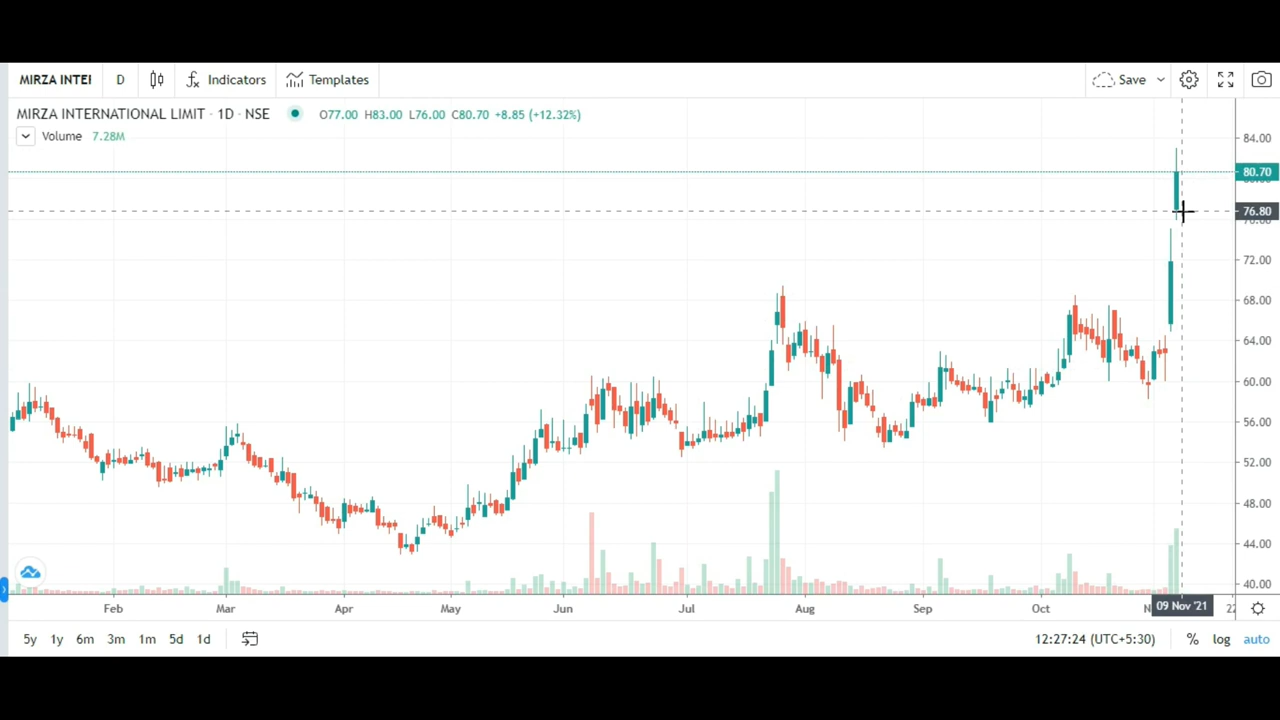 MIRZA INTEI D Indicators Templates Save
MIRZA INTERNATIONAL LIMIT · 1D · NSE O77.00 H83.00 L76.00 C80.70 +8.85 (+12.32%)
Volume 7.28M
84.00
80.70
76.80
72.00
68.00
64.00
60.00
56.00
52.00
48.00
44.00
40.00
Feb Mar Apr May Jun Jul Aug Sep Oct 09 Nov '21
5y 1y 6m 3m 1m 5d 1d 12:27:24 (UTC+5:30) % log auto